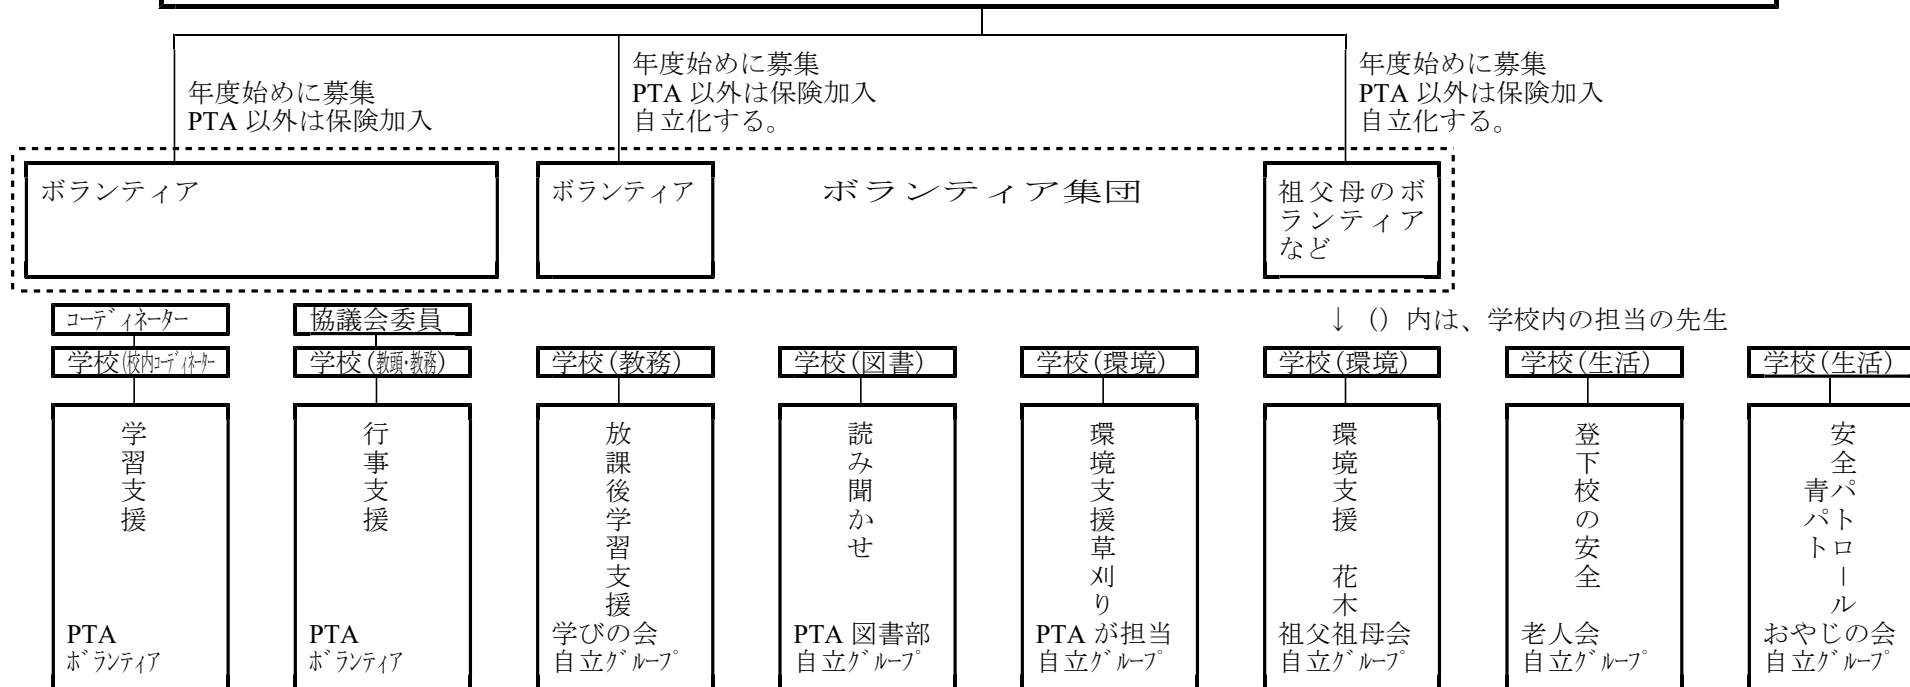 年度始めに募集
PTA 以外は保険加入
年度始めに募集
PTA 以外は保険加入
自立化する。
年度始めに募集
PTA 以外は保険加入
自立化する。
ボランティア
ボランティア
ボランティア集団
祖父母のボ
ランティア
など
コーディネーター
協議会委員
↓ () 内は、学校内の担当の先生
学校(校内コーディネーター
学校(教頭・教務)
学校(教務)
学校(図書)
学校(環境)
学校(環境)
学校(生活)
学校(生活)
学習支援
PTA
ボランティア
行事支援
PTA
ボランティア
放課後学習支援
学びの会
自立グループ
読み聞かせ
PTA 図書部
自立グループ
環境支援草刈り
PTA が担当
自立グループ
環境支援 花木
祖父祖母会
自立グループ
登下校の安全
老人会
自立グループ
安全パトロール
青パト
おやじの会
自立グループ